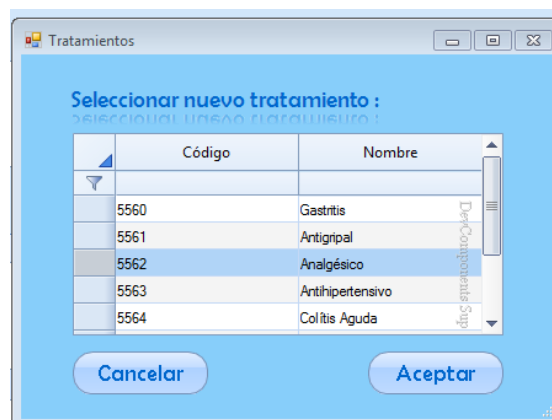 Tratamientos
Seleccionar nuevo tratamiento :
Código Nombre
5560 Gastritis
5561 Antigripal
5562 Analgésico
5563 Antihipertensivo
5564 Colítis Aguda
DevComponents Sup
Cancelar Aceptar